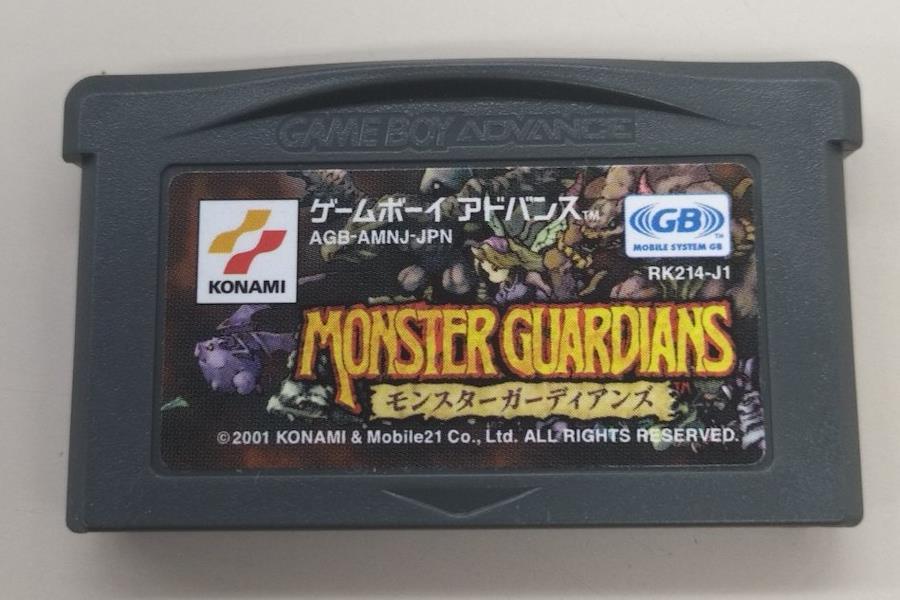 GAME BOY ADVANCE
ゲームボーイ アドバンス™
AGB-AMNJ-JPN
KONAMI
GB™
MOBILE SYSTEM GB
RK214-J1
MONSTER GUARDIANS™
モンスターガーディアンズ
©2001 KONAMI & Mobile21 Co., Ltd. ALL RIGHTS RESERVED.